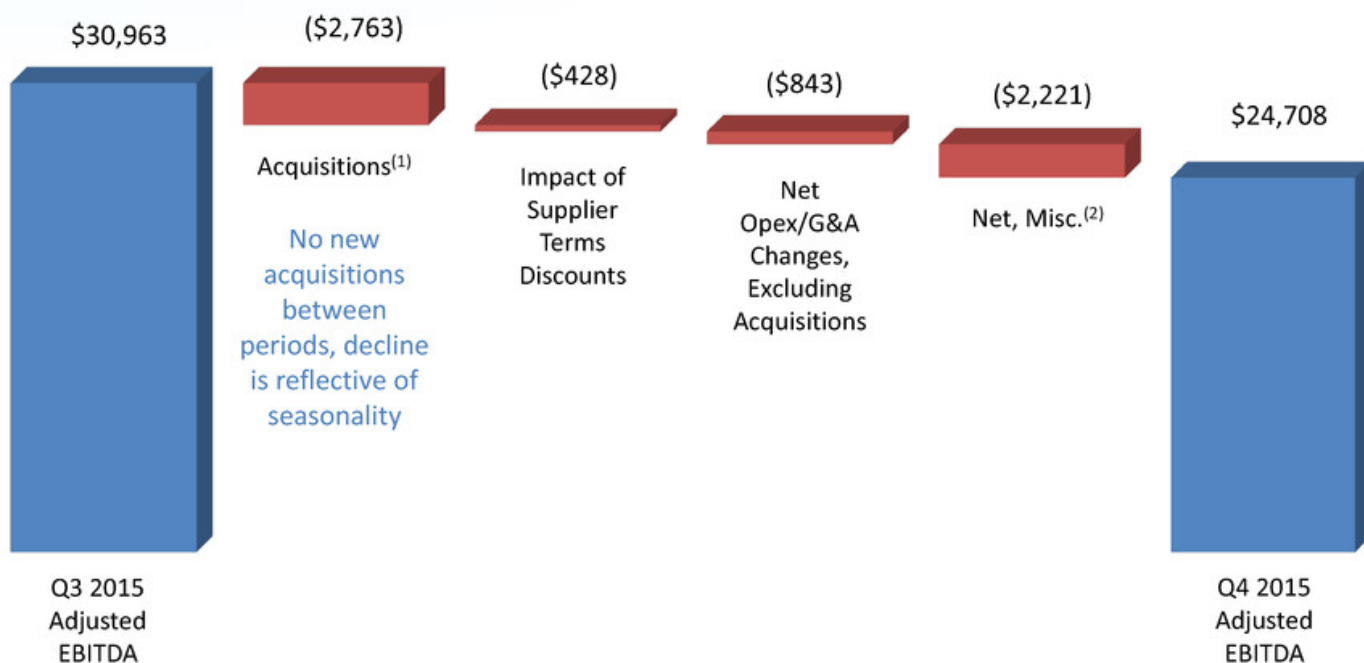 $30,963
($2,763)
($428)
($843)
($2,221)
$24,708
Acquisitions(1)
No new
acquisitions
between
periods, decline
is reflective of
seasonality
Impact of
Supplier
Terms
Discounts
Net
Opex/G&A
Changes,
Excluding
Acquisitions
Net, Misc.(2)
Q3 2015
Adjusted
EBITDA
Q4 2015
Adjusted
EBITDA